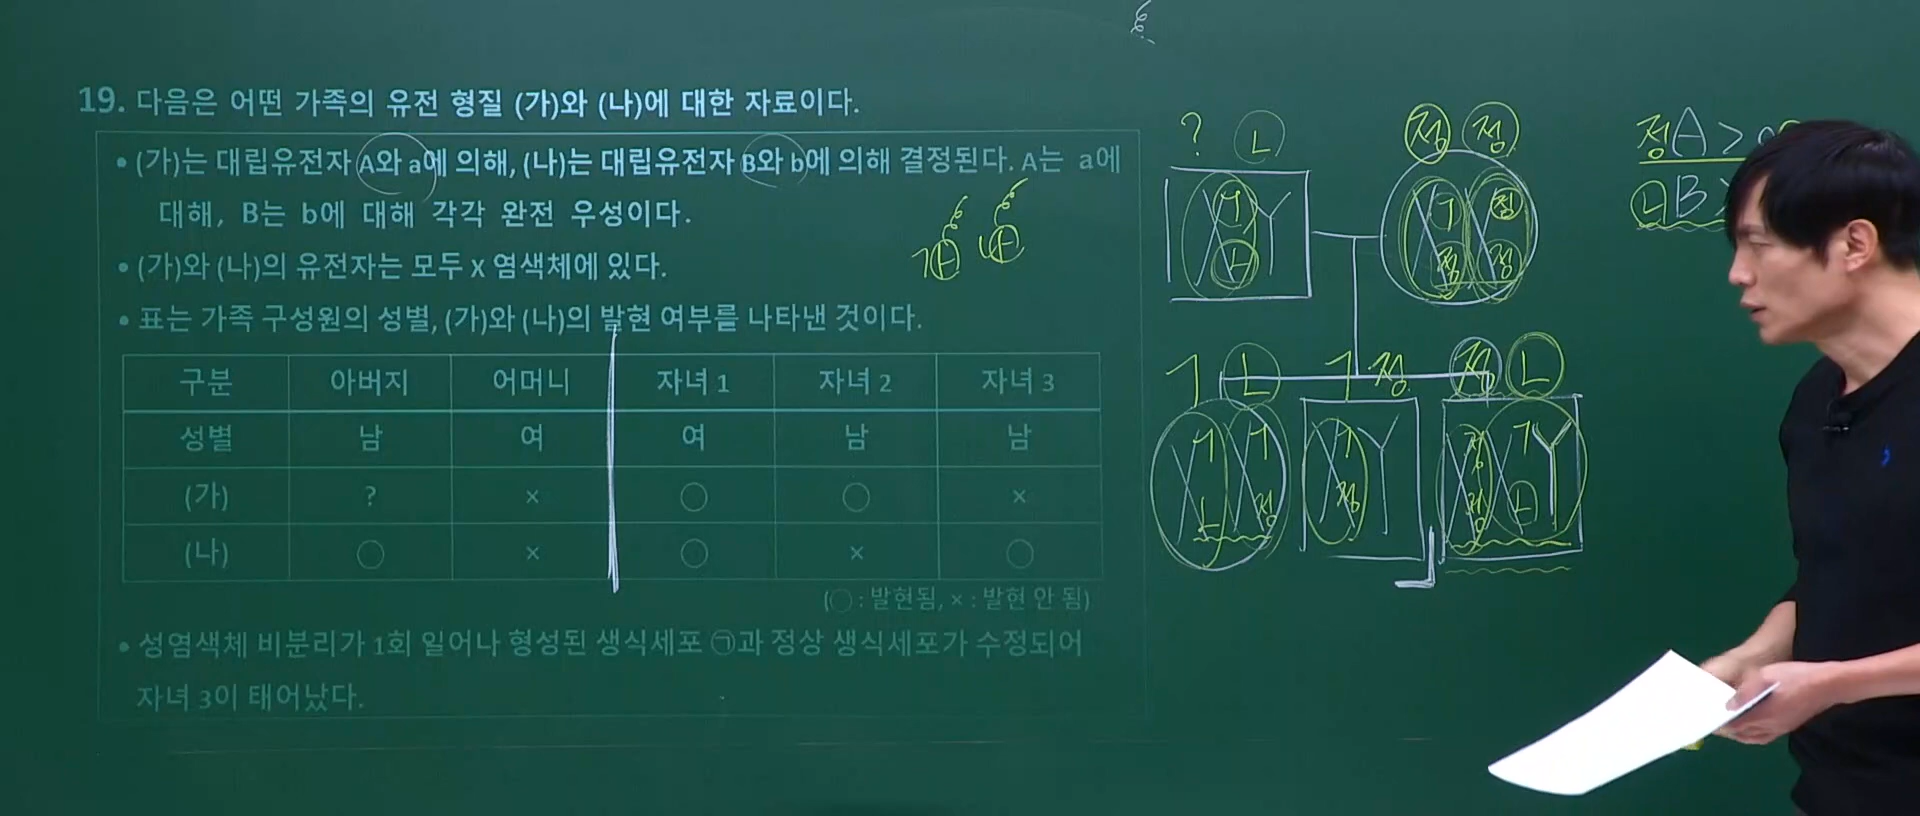 19. 다음은 어떤 가족의 유전 형질 (가)와 (나)에 대한 자료이다.
• (가)는 대립유전자 A와 a에 의해, (나)는 대립유전자 B와 b에 의해 결정된다. A는 a에
대해, B는 b에 대해 각각 완전 우성이다.
• (가)와 (나)의 유전자는 모두 X 염색체에 있다.
• 표는 가족 구성원의 성별, (가)와 (나)의 발현 여부를 나타낸 것이다.
구분 아버지 어머니 자녀 1 자녀 2 자녀 3
성별 남 여 여 남 남
(가) ? × ○ ○ ×
(나) ○ × ○ × ○
(○: 발현됨, ×: 발현 안 됨)
• 성염색체 비분리가 1회 일어나 형성된 생식세포 ㉠과 정상 생식세포가 수정되어
자녀 3이 태어났다.
? ㄴ 정 정
ㄱ ㄴ ㄱ 정 정 ㄴ
정 A >
ㄴ B >